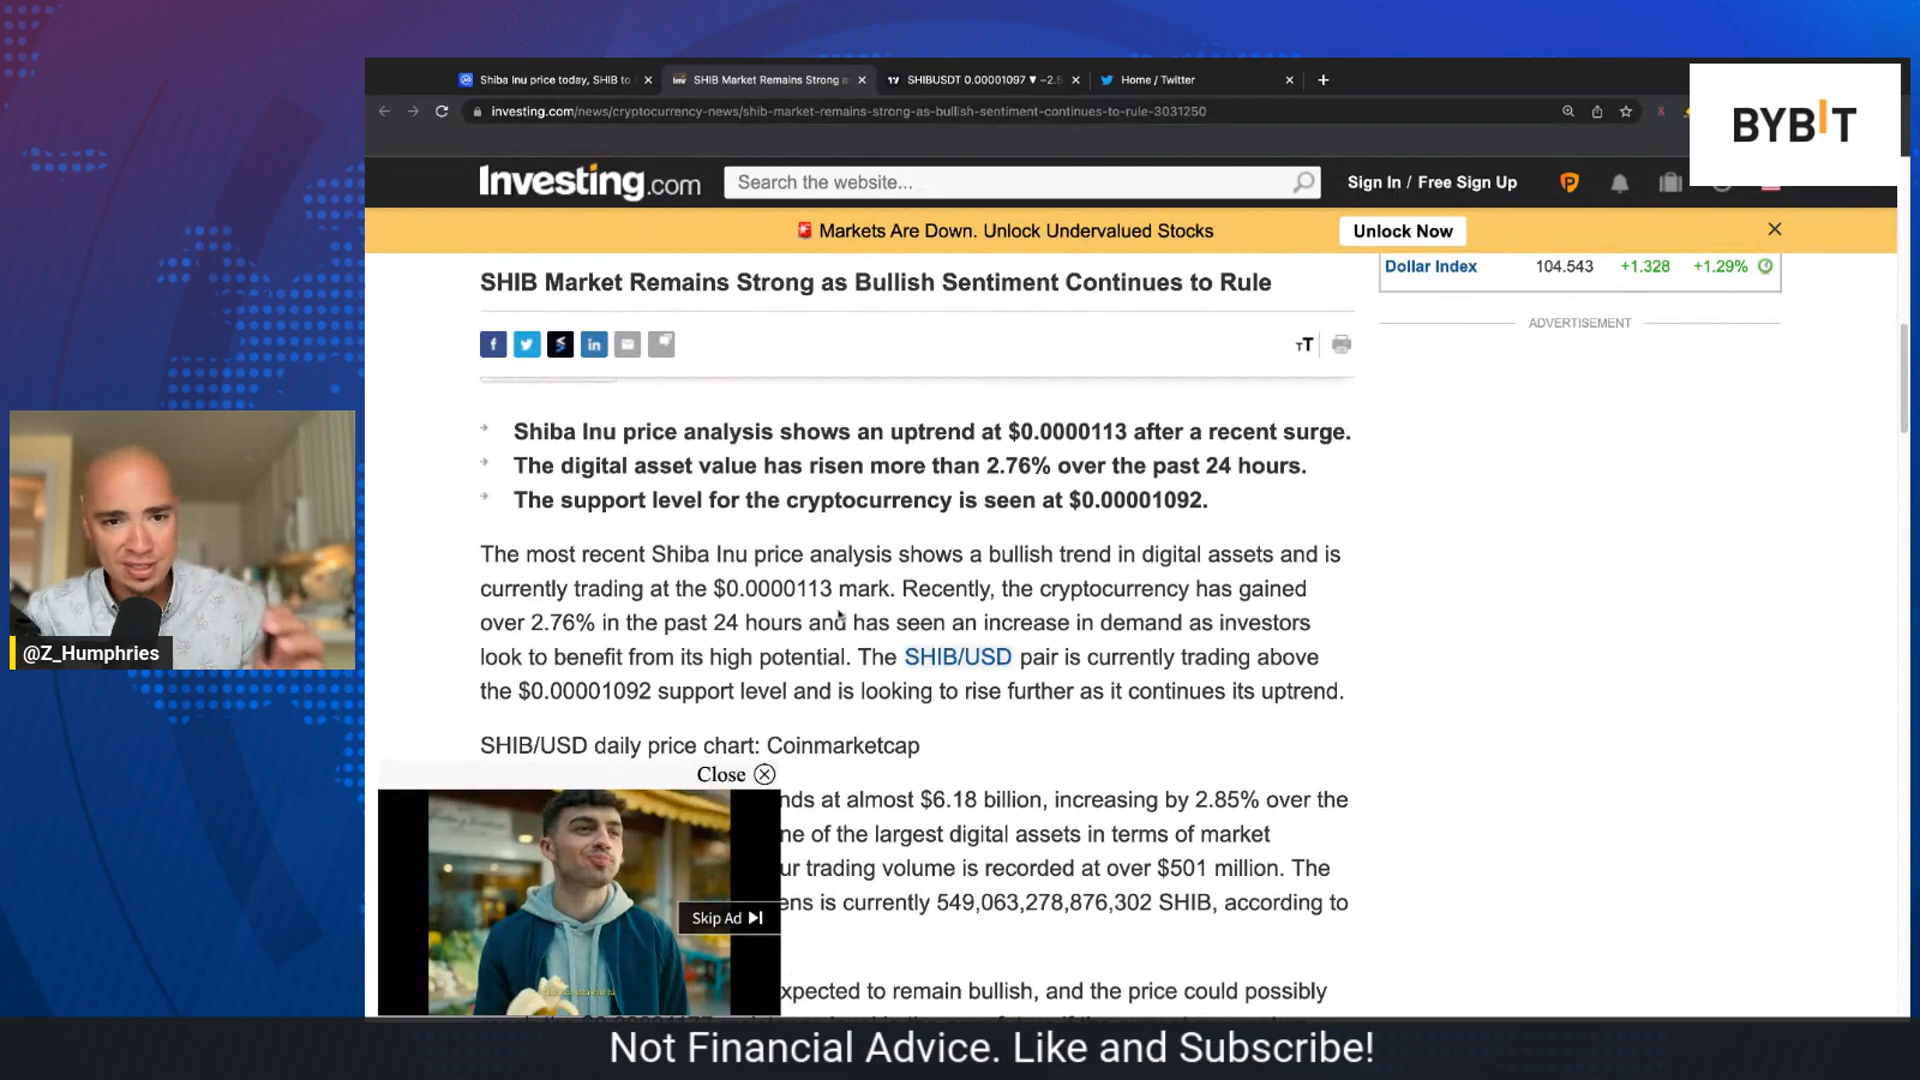 Shiba Inu price today, SHIB to
SHIB Market Remains Strong a
SHIBUSDT 0.00001097 ▼ −2.5
Home / Twitter
investing.com/news/cryptocurrency-news/shib-market-remains-strong-as-bullish-sentiment-continues-to-rule-3031250
BYBIT
Investing.com
Search the website...
Sign In / Free Sign Up
Markets Are Down. Unlock Undervalued Stocks
Unlock Now
SHIB Market Remains Strong as Bullish Sentiment Continues to Rule
Dollar Index 104.543 +1.328 +1.29%
ADVERTISEMENT
Shiba Inu price analysis shows an uptrend at $0.0000113 after a recent surge.
The digital asset value has risen more than 2.76% over the past 24 hours.
The support level for the cryptocurrency is seen at $0.00001092.
The most recent Shiba Inu price analysis shows a bullish trend in digital assets and is
currently trading at the $0.0000113 mark. Recently, the cryptocurrency has gained
over 2.76% in the past 24 hours and has seen an increase in demand as investors
look to benefit from its high potential. The SHIB/USD pair is currently trading above
the $0.00001092 support level and is looking to rise further as it continues its uptrend.
SHIB/USD daily price chart: Coinmarketcap
Close
nds at almost $6.18 billion, increasing by 2.85% over the
ne of the largest digital assets in terms of market
ur trading volume is recorded at over $501 million. The
ens is currently 549,063,278,876,302 SHIB, according to
Skip Ad
xpected to remain bullish, and the price could possibly
@Z_Humphries
Not Financial Advice. Like and Subscribe!